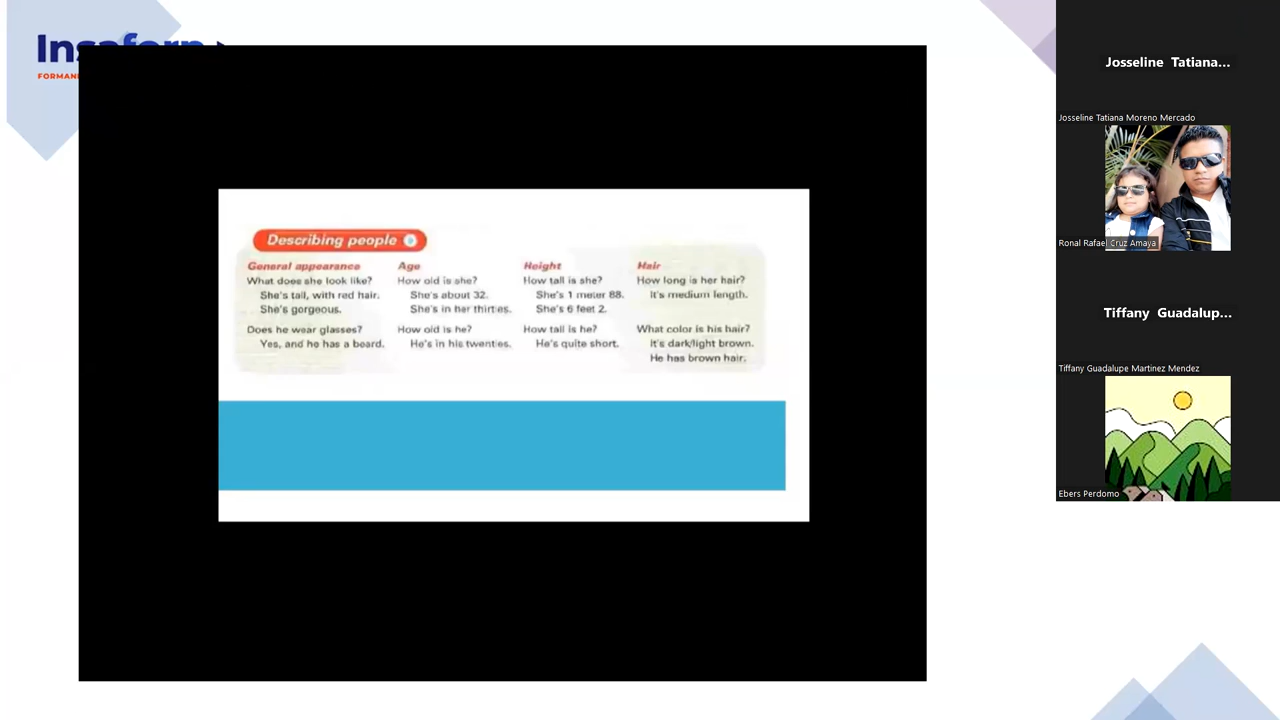 Insaforp
FORMAN
Describing people
General appearance
What does she look like?
She's tall, with red hair.
She's gorgeous.
Does he wear glasses?
Yes, and he has a beard.
Age
How old is she?
She's about 32.
She's in her thirties.
How old is he?
He's in his twenties.
Height
How tall is she?
She's 1 meter 88.
She's 6 feet 2.
How tall is he?
He's quite short.
Hair
How long is her hair?
It's medium length.
What color is his hair?
It's dark/light brown.
He has brown hair.
Josseline Tatiana...
Josseline Tatiana Moreno Mercado
Ronal Rafael Cruz Amaya
Tiffany Guadalup...
Tiffany Guadalupe Martinez Mendez
Ebers Perdomo